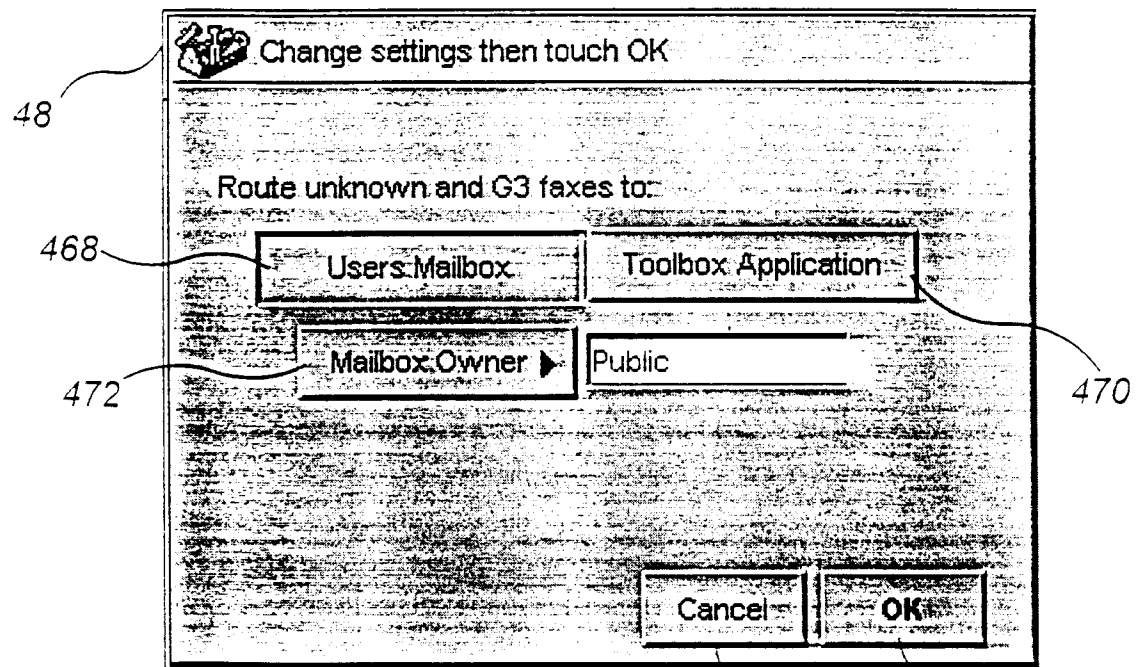 Change settings then touch OK
48
Route unknown and G3 faxes to:
468
Users Mailbox
Toolbox Application
472
Mailbox Owner
Public
470
Cancel
OK